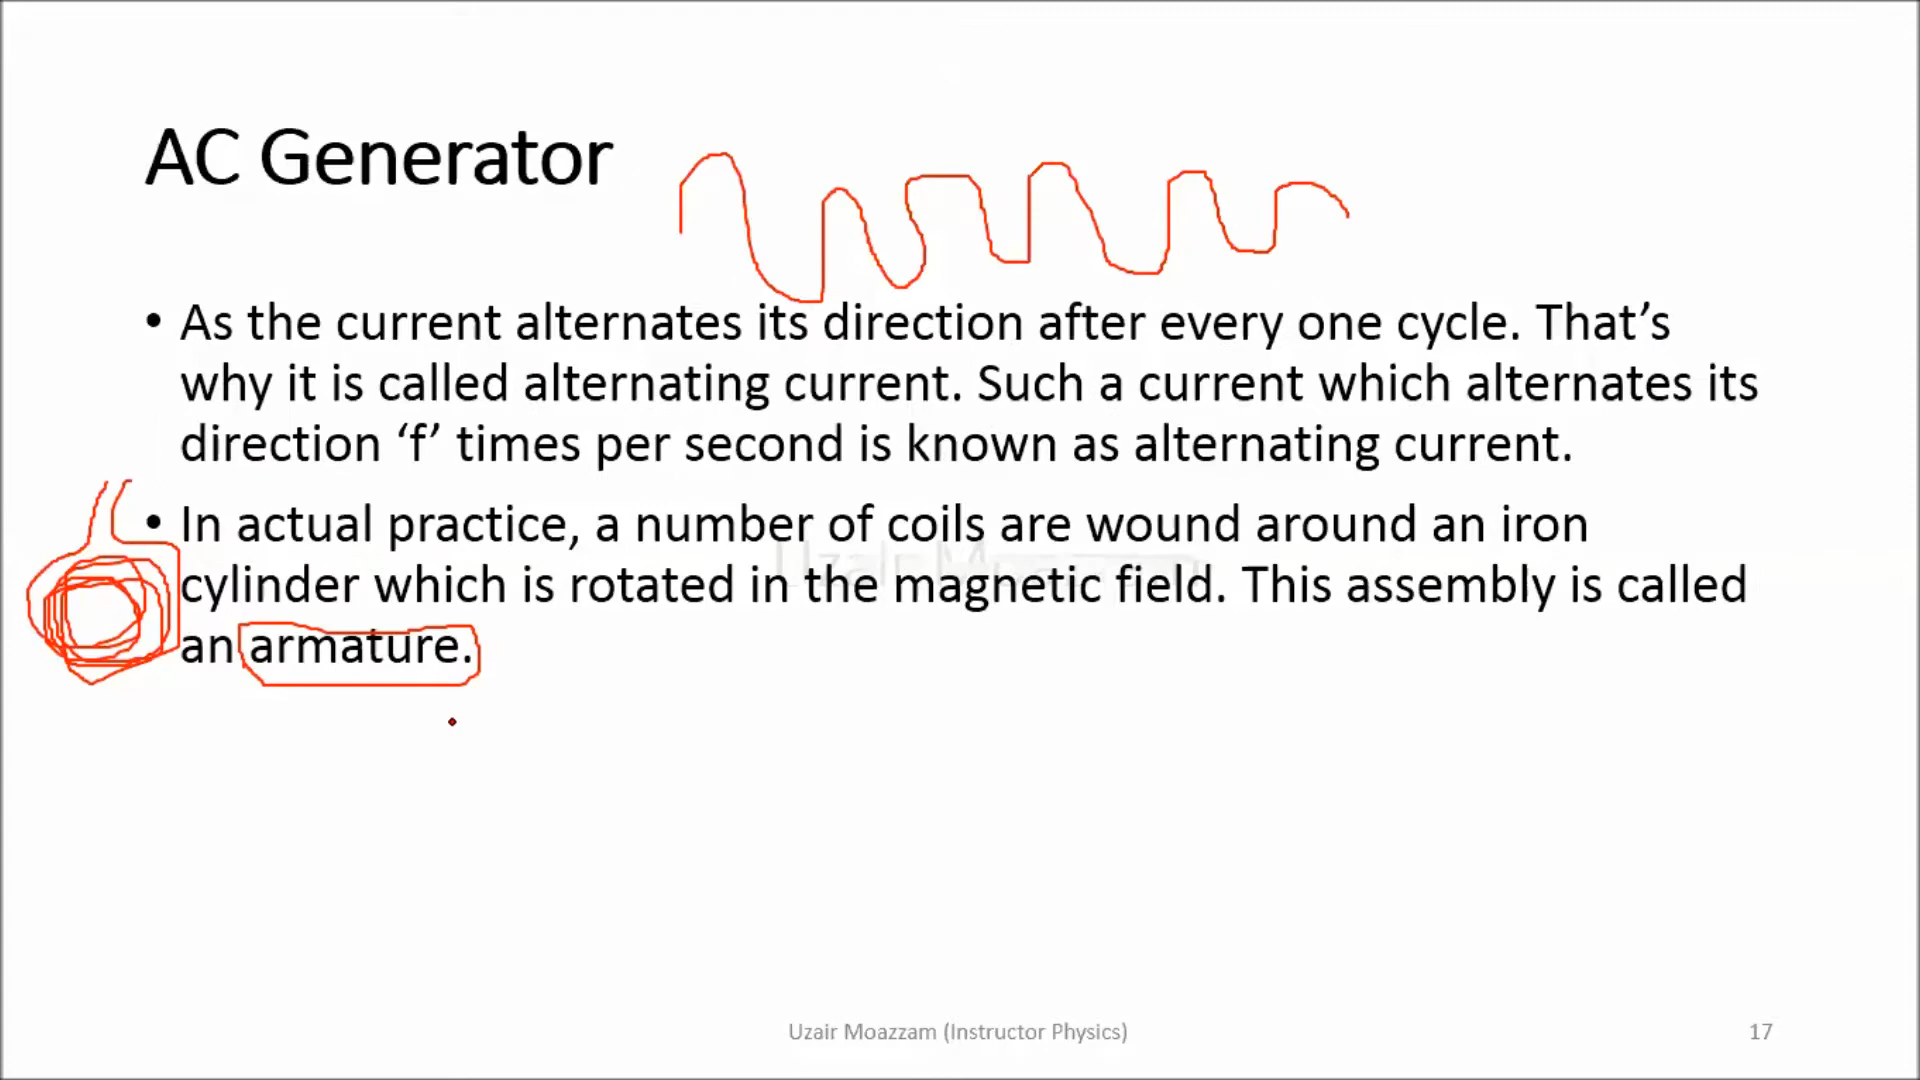 AC Generator
• As the current alternates its direction after every one cycle. That’s
why it is called alternating current. Such a current which alternates its
direction ‘f’ times per second is known as alternating current.
• In actual practice, a number of coils are wound around an iron
cylinder which is rotated in the magnetic field. This assembly is called
an armature.
Uzair Moazzam
Uzair Moazzam (Instructor Physics)
17